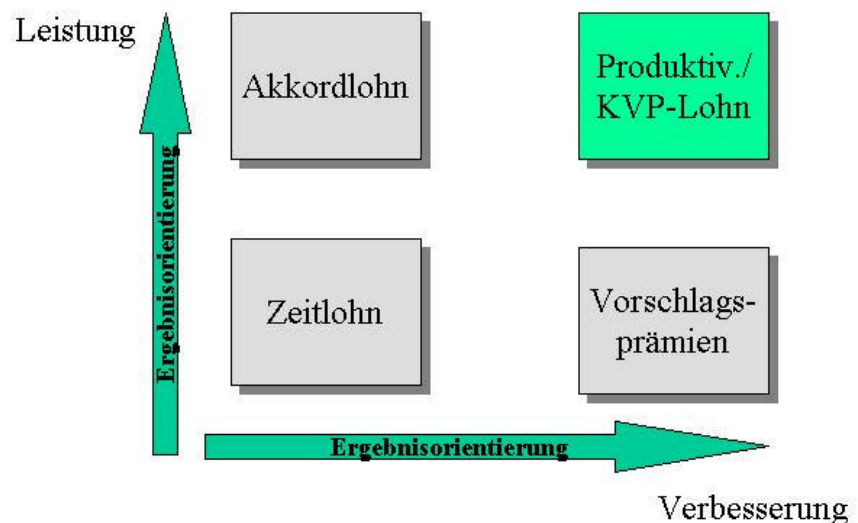 Leistung
Akkordlohn
Produktiv./
KVP-Lohn
Ergebnisorientierung
Zeitlohn
Vorschlags-
prämien
Ergebnisorientierung
Verbesserung